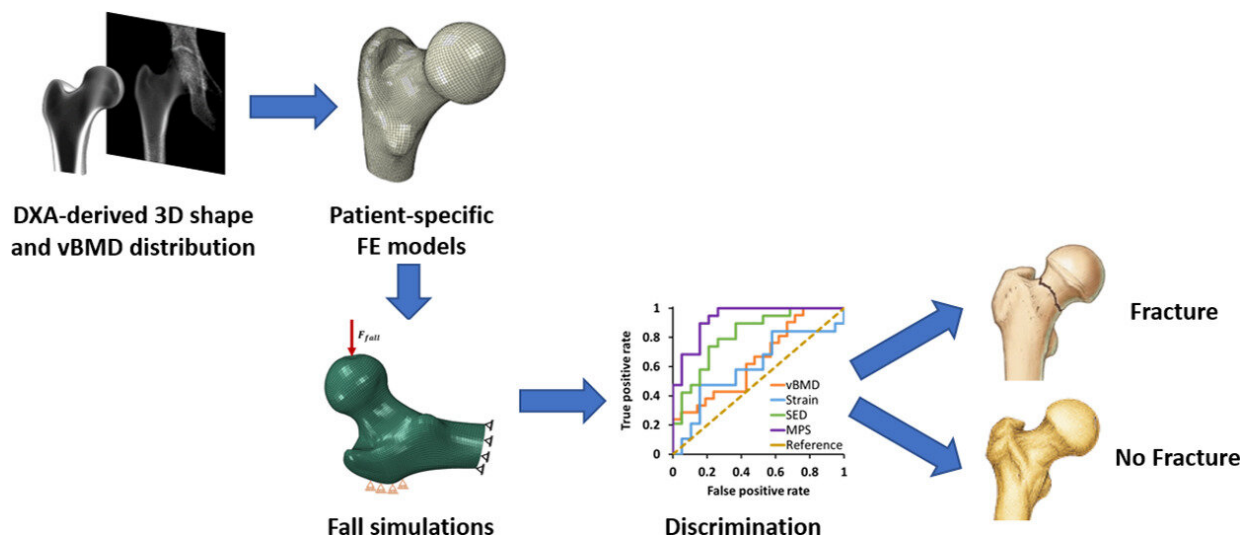 DXA-derived 3D shape
and vBMD distribution
Patient-specific
FE models
F_fall
Fall simulations
True positive rate
1
0.8
0.6
0.4
0.2
0
vBMD
Strain
SED
MPS
Reference
0
0.2
0.4
0.6
0.8
1
False positive rate
Discrimination
Fracture
No Fracture